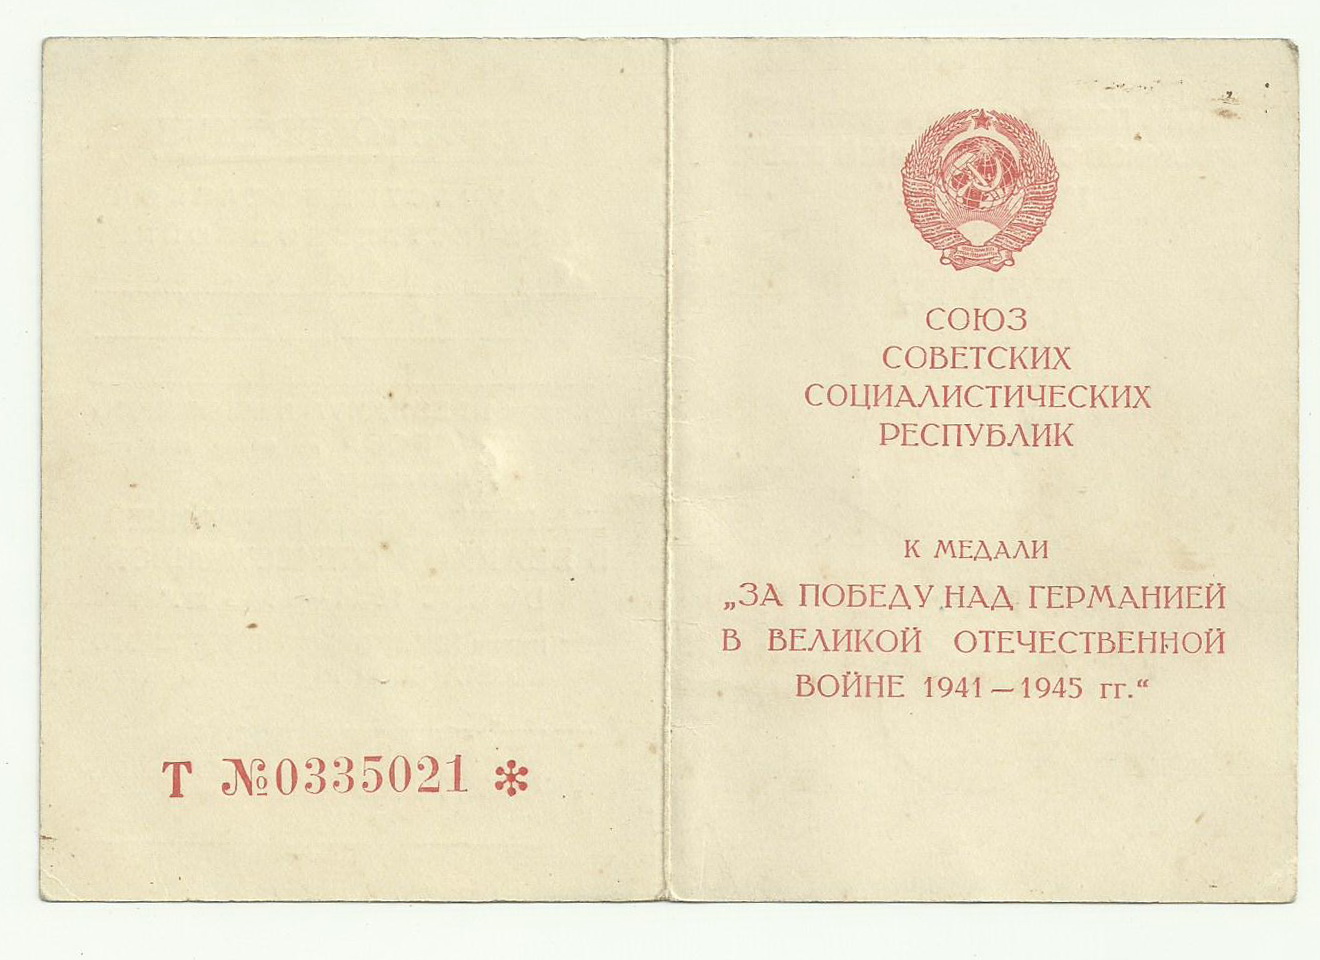 Т №0335021 *
СОЮЗ
СОВЕТСКИХ
СОЦИАЛИСТИЧЕСКИХ
РЕСПУБЛИК
К МЕДАЛИ
„ЗА ПОБЕДУ НАД ГЕРМАНИЕЙ
В ВЕЛИКОЙ ОТЕЧЕСТВЕННОЙ
ВОЙНЕ 1941 — 1945 гг.“